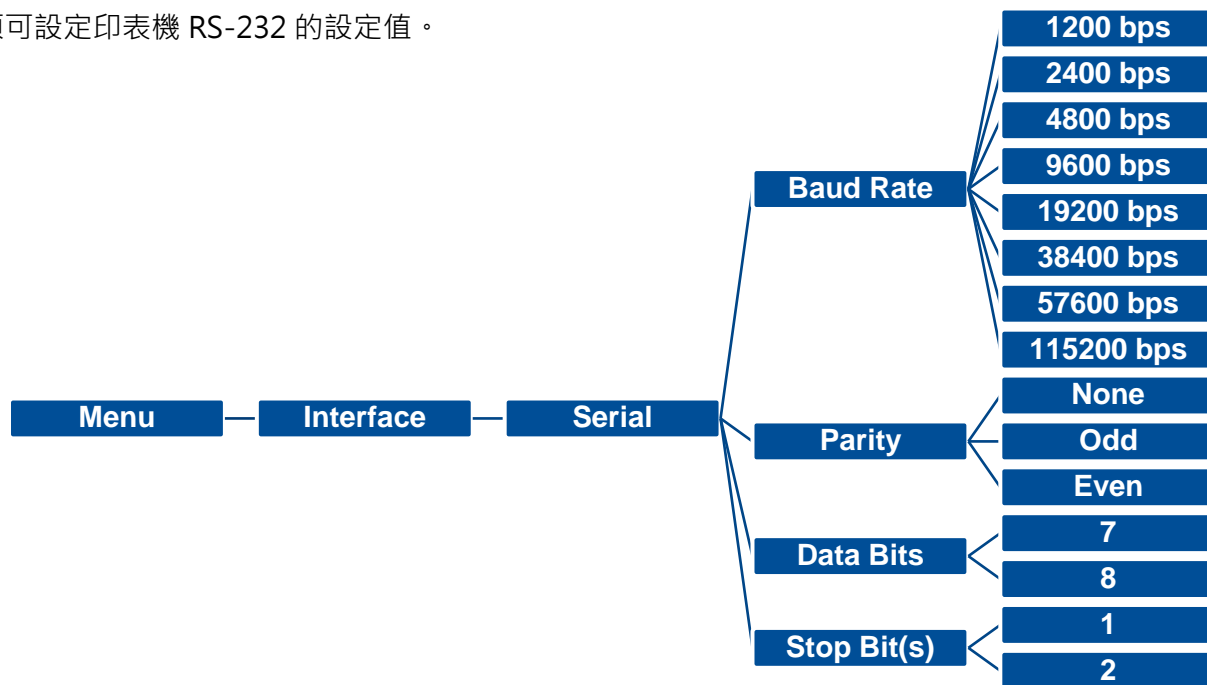 可設定印表機 RS-232 的設定值。
1200 bps
2400 bps
4800 bps
9600 bps
Baud Rate
19200 bps
38400 bps
57600 bps
115200 bps
Menu
Interface
Serial
None
Parity
Odd
Even
Data Bits
7
8
Stop Bit(s)
1
2